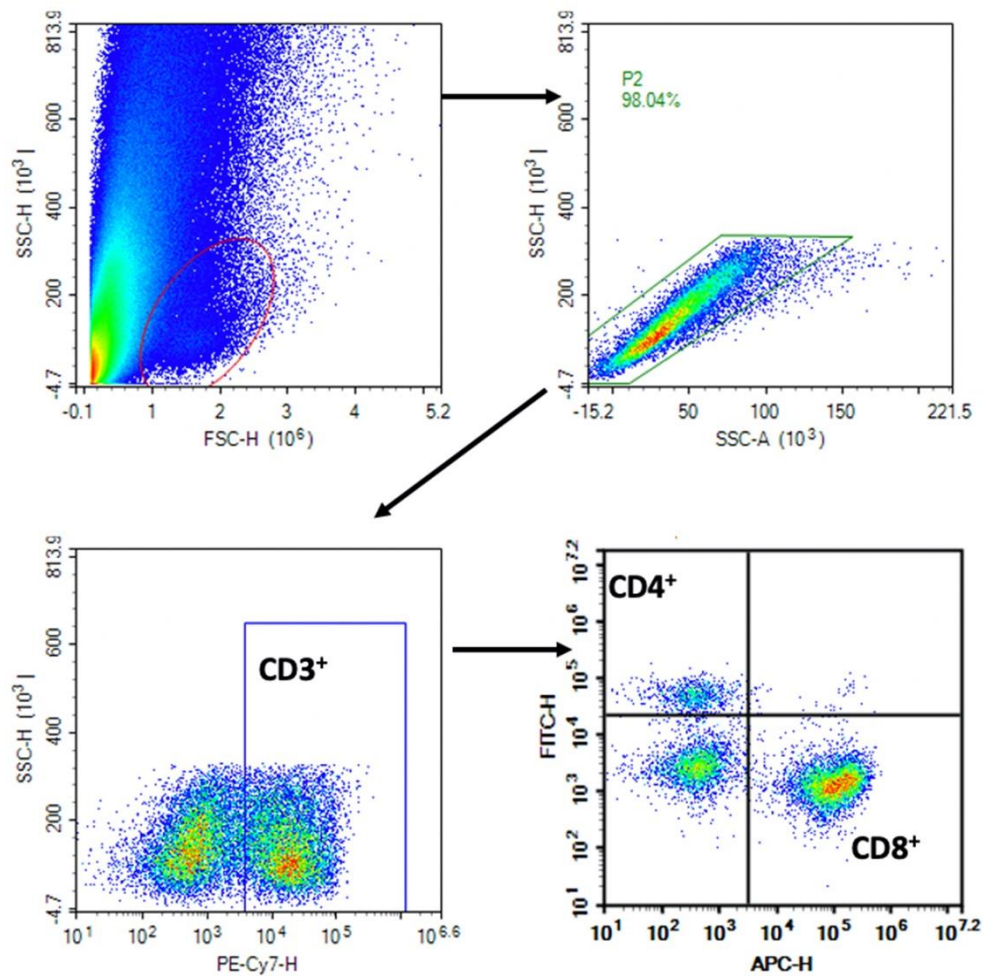 813.9
600
400
200
-4.7
SSC-H (10³ )
-0.1 1 2 3 4 5.2
FSC-H (10⁶)
P2
98.04%
813.9
600
400
200
-4.7
SSC-H (10³ )
-15.2 50 100 150 221.5
SSC-A (10³)
CD3⁺
813.9
600
400
200
-4.7
SSC-H (10³ )
10¹ 10² 10³ 10⁴ 10⁵ 10⁶·⁶
PE-Cy7-H
CD4⁺
CD8⁺
10⁷·²
10⁶
10⁵
10⁴
10³
10²
10¹
FITC-H
10¹ 10² 10³ 10⁴ 10⁵ 10⁶ 10⁷·²
APC-H